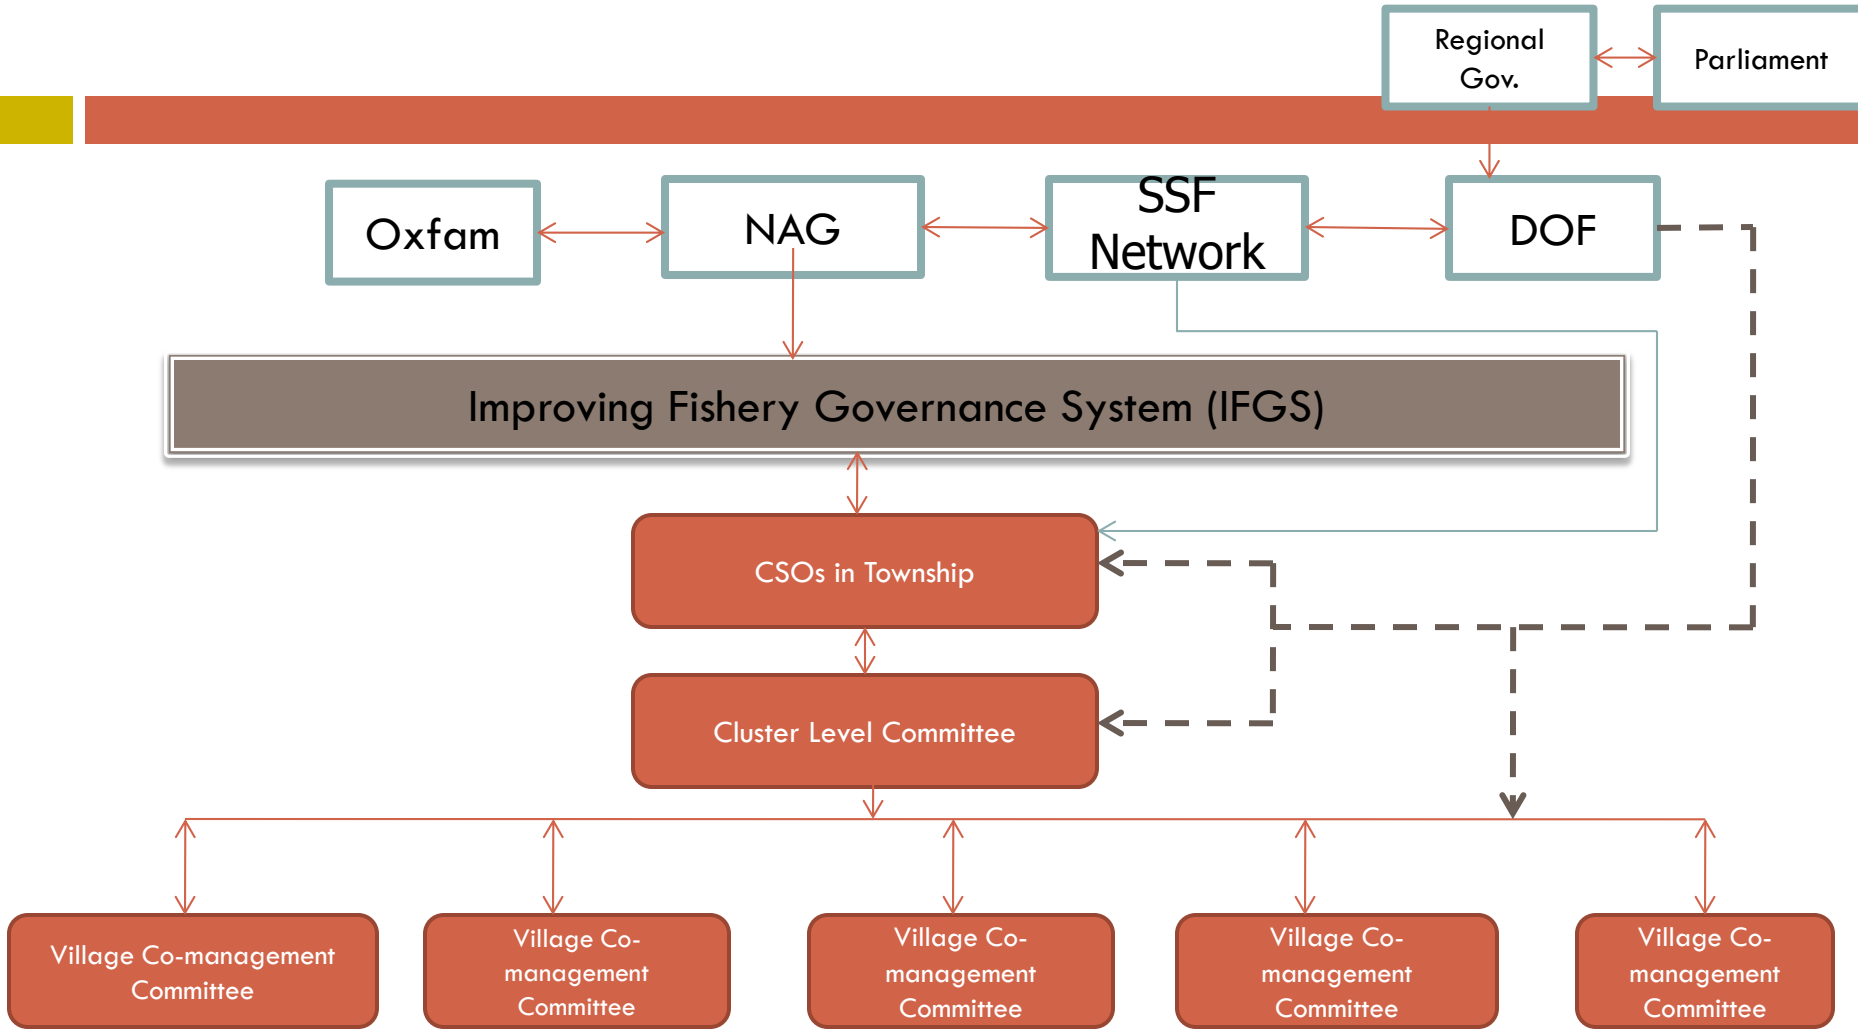 Regional
Gov.
Parliament
Oxfam
NAG
SSF
Network
DOF
Improving Fishery Governance System (IFGS)
CSOs in Township
Cluster Level Committee
Village Co-management
Committee
Village Co-
management
Committee
Village Co-
management
Committee
Village Co-
management
Committee
Village Co-
management
Committee